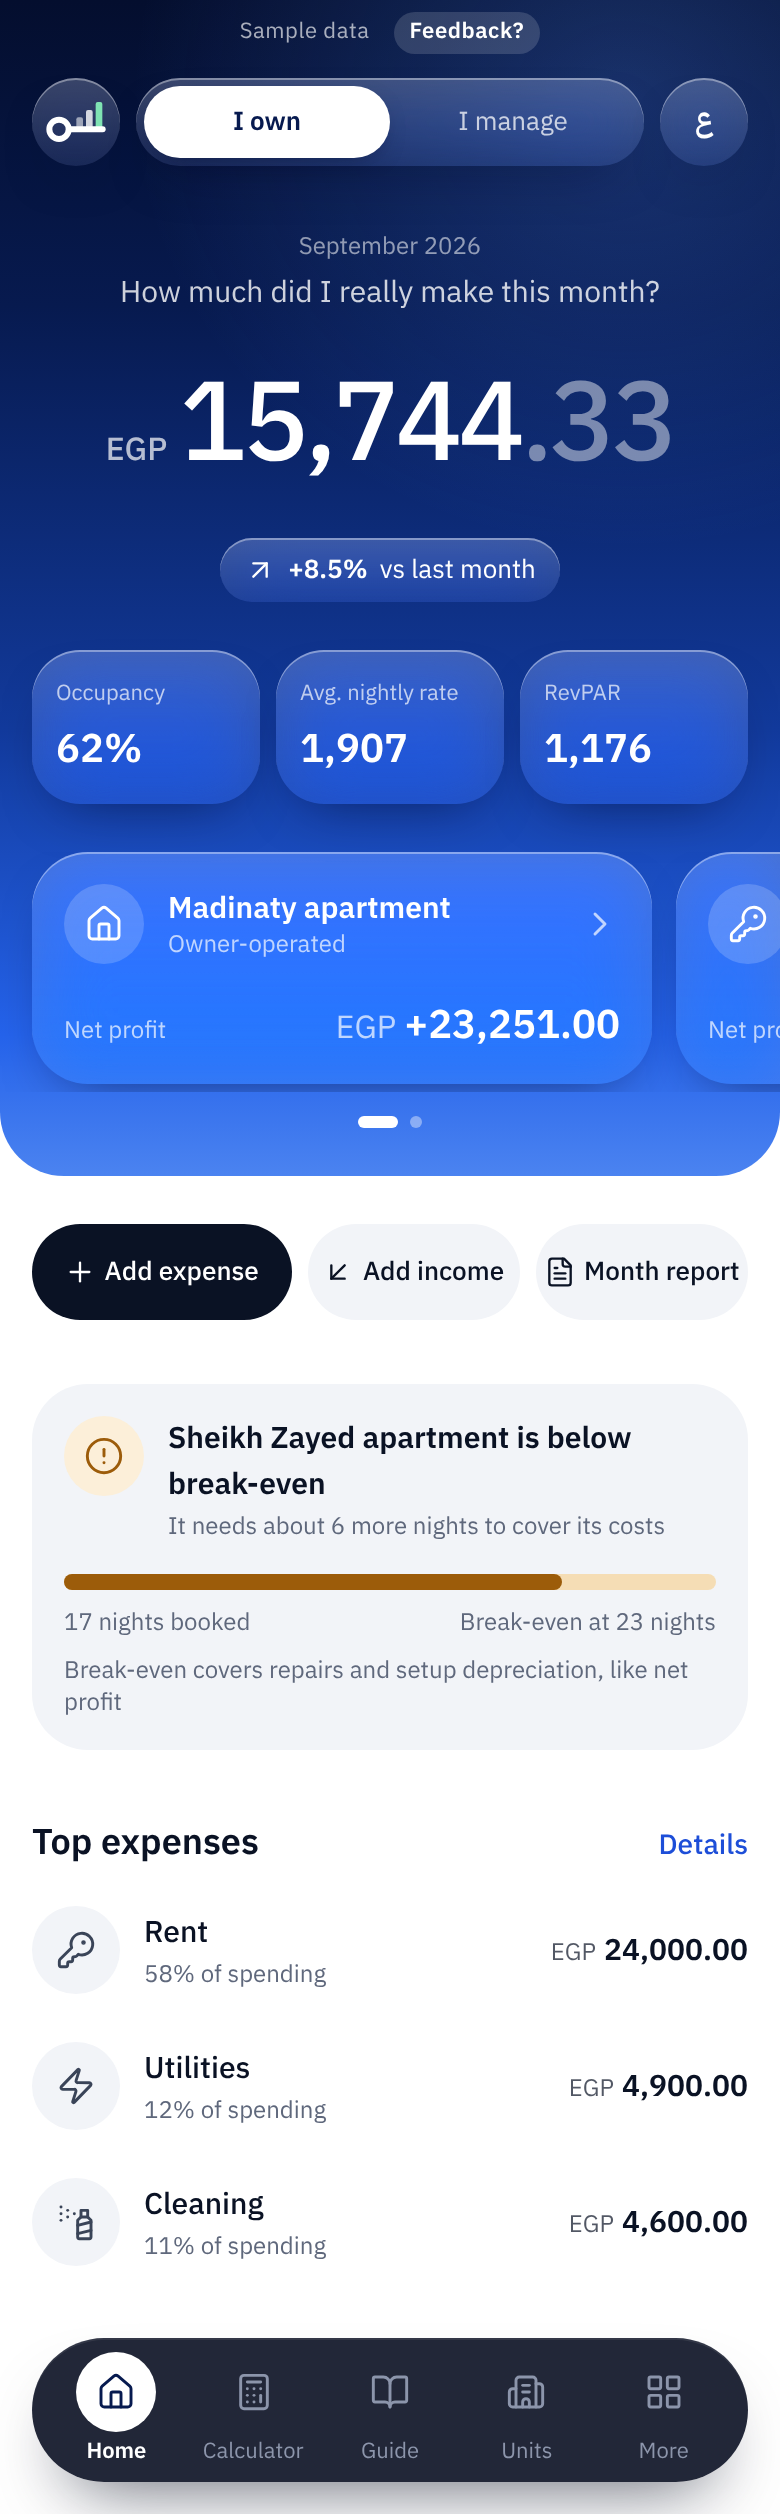 Sample data
Feedback?
I own
I manage
ع
September 2026
How much did I really make this month?
EGP 15,744.33
+8.5% vs last month
Occupancy
62%
Avg. nightly rate
1,907
RevPAR
1,176
Madinaty apartment
Owner-operated
Net profit
EGP +23,251.00
Net pro
Add expense
Add income
Month report
Sheikh Zayed apartment is below
break-even
It needs about 6 more nights to cover its costs
17 nights booked
Break-even at 23 nights
Break-even covers repairs and setup depreciation, like net
profit
Top expenses
Details
Rent
58% of spending
EGP 24,000.00
Utilities
12% of spending
EGP 4,900.00
Cleaning
11% of spending
EGP 4,600.00
Home
Calculator
Guide
Units
More